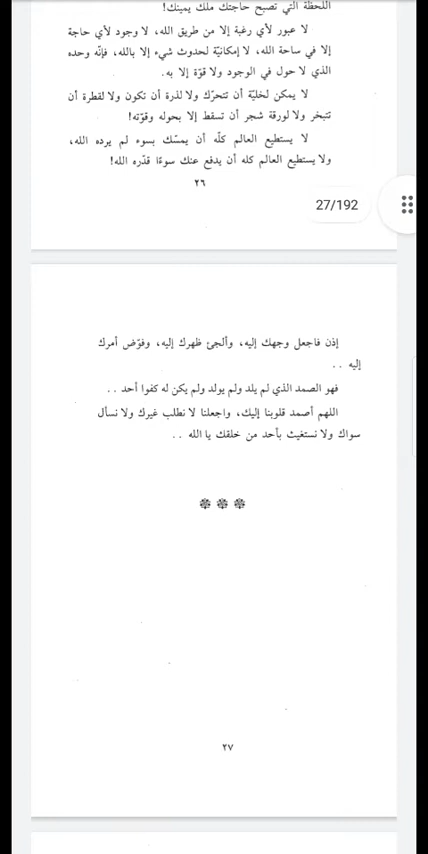 اللحظة التي تصبح حاجتك ملك يمينك!
لا عبور لأي رغبة إلا من طريق الله، لا وجود لأي حاجة
إلا في ساحة الله، لا إمكانيّة لحدوث شيء إلا بالله، فإنّه وحده
الذي لا حول في الوجود ولا قوّة إلا به.
لا يمكن لخليّة أن تتحرّك ولا لذرة أن تكون ولا لقطرة أن
تتبخر ولا لورقة شجر أن تسقط إلا بحوله وقوّته!
لا يستطيع العالم كلّه أن يمسّك بسوء لم يرده الله،
ولا يستطيع العالم كله أن يدفع عنك سوءًا قدّره الله!
٢٦
27/192
إذن فاجعل وجهك إليه، وألجئ ظهرك إليه، وفوّض أمرك
إليه . .
فهو الصمد الذي لم يلد ولم يولد ولم يكن له كفوا أحد . .
اللهم أصمد قلوبنا إليك، واجعلنا لا نطلب غيرك ولا نسأل
سواك ولا نستغيث بأحد من خلقك يا الله . .
٢٧